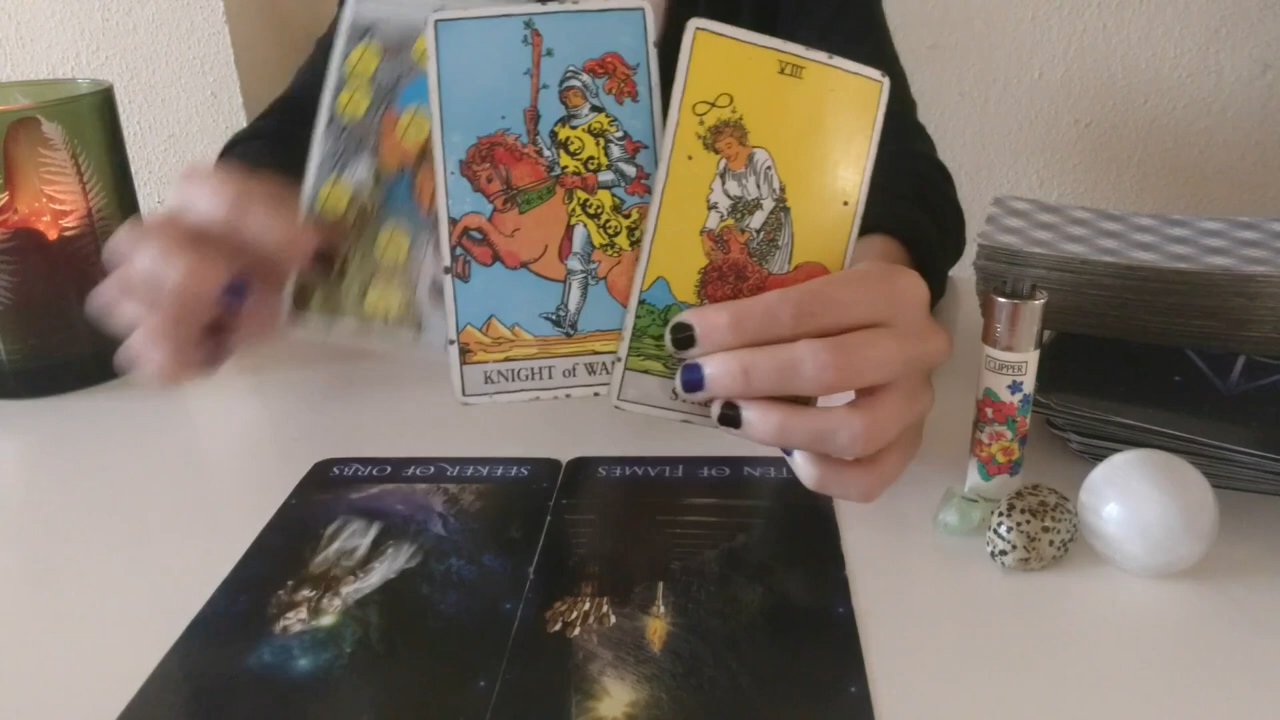 VIII
KNIGHT of WA
CLIPPER
SEEKER OF ORBS
TEN OF FLAMES